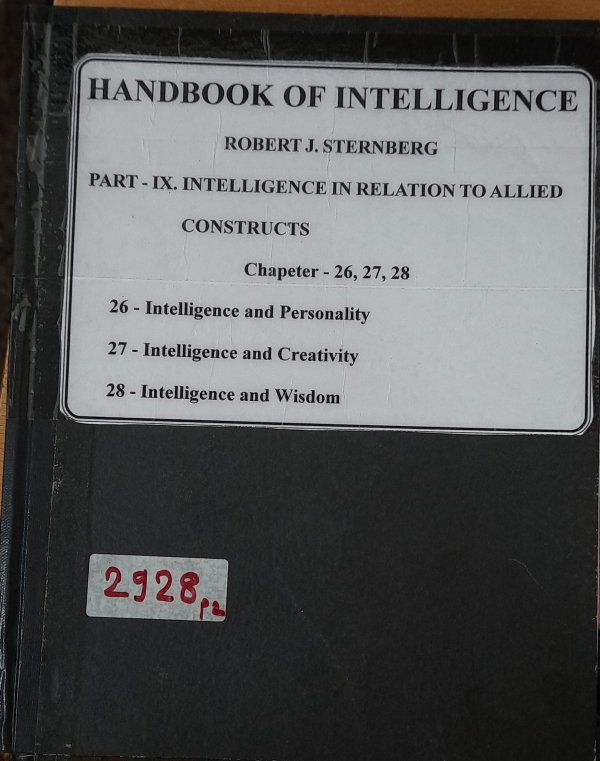 HANDBOOK OF INTELLIGENCE
ROBERT J. STERNBERG
PART - IX. INTELLIGENCE IN RELATION TO ALLIED
CONSTRUCTS
Chapeter - 26, 27, 28
26 - Intelligence and Personality
27 - Intelligence and Creativity
28 - Intelligence and Wisdom
2928 p2